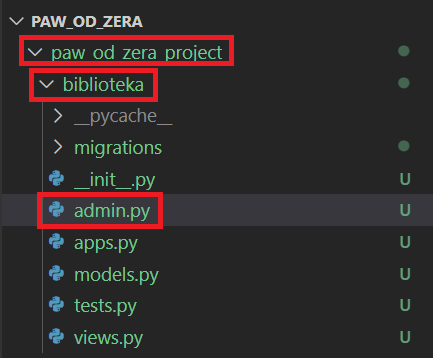 PAW_OD_ZERA
paw_od_zera_project
biblioteka
__pycache__
migrations
__init__.py U
admin.py U
apps.py U
models.py U
tests.py U
views.py U